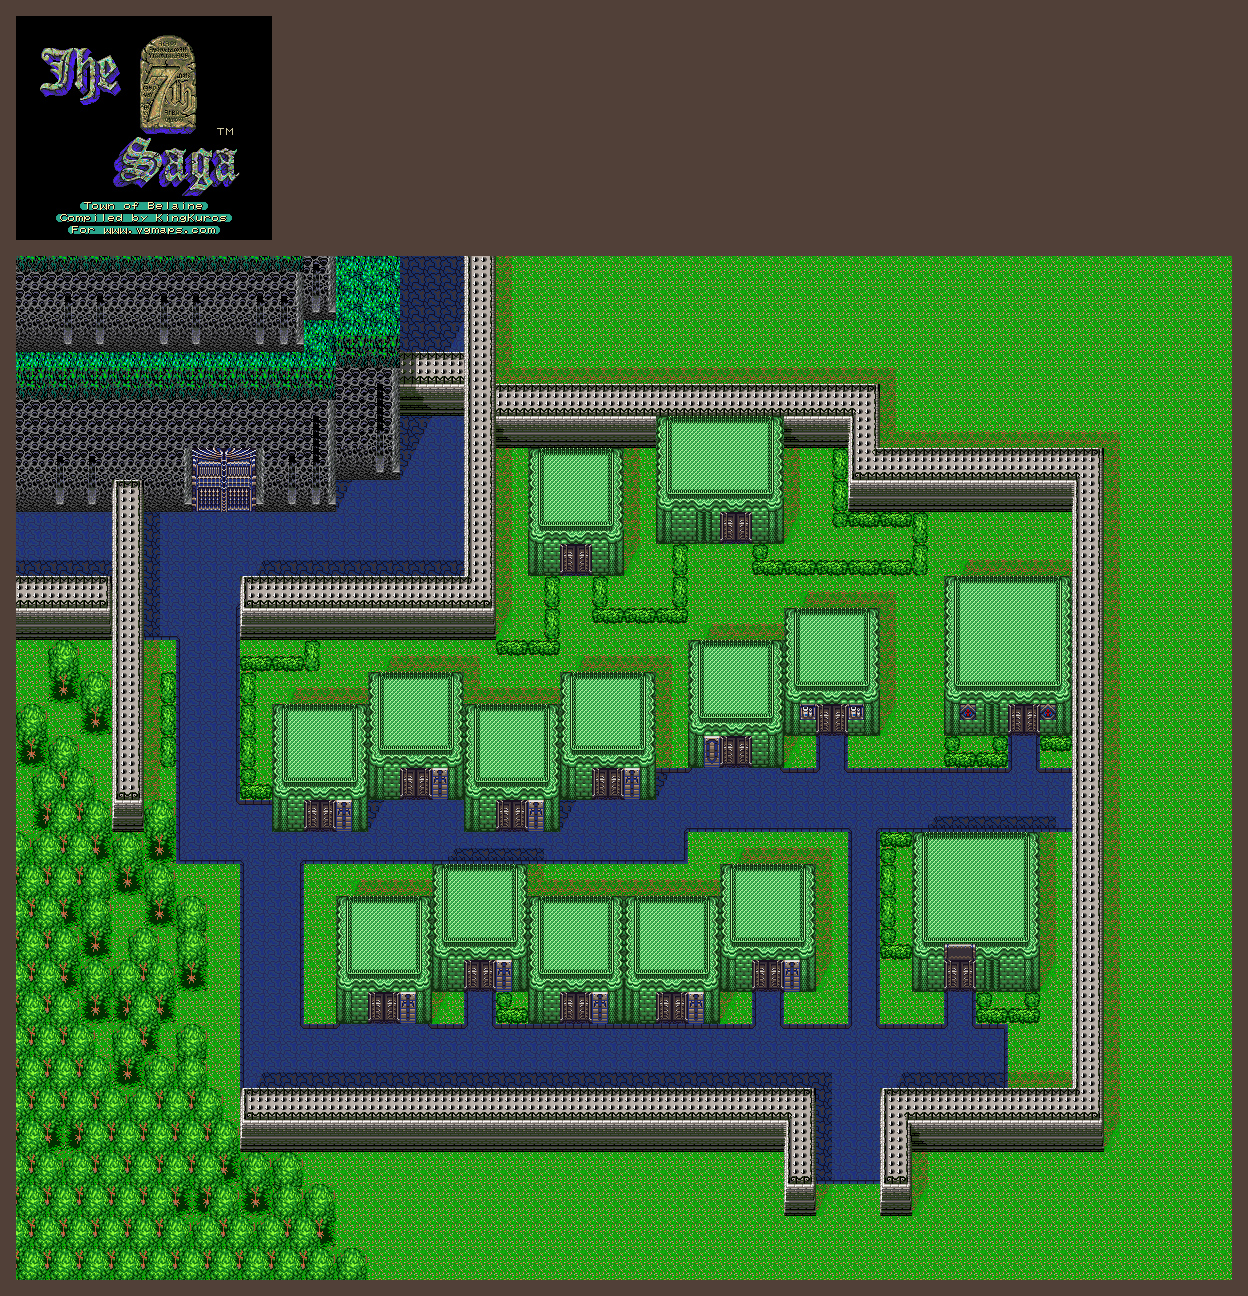 The
7th
TM
Saga
Town of Belaine
Compiled by KingKuros
For www.vgmaps.com